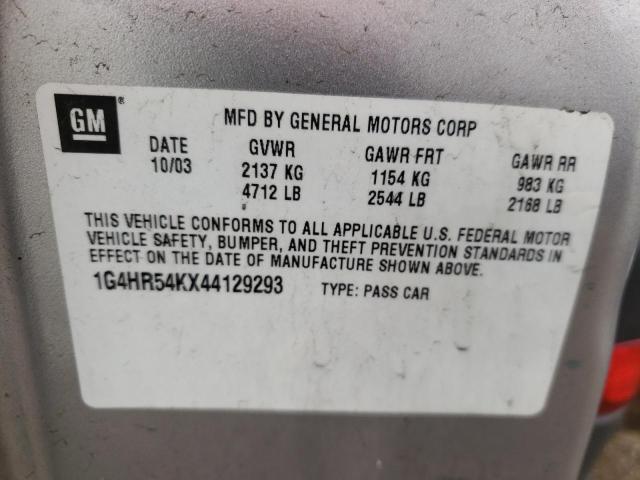 GM®
MFD BY GENERAL MOTORS CORP
DATE GVWR GAWR FRT GAWR RR
10/03 2137 KG 1154 KG 983 KG
4712 LB 2544 LB 2168 LB
THIS VEHICLE CONFORMS TO ALL APPLICABLE U.S. FEDERAL MOTOR
VEHICLE SAFETY, BUMPER, AND THEFT PREVENTION STANDARDS IN
EFFECT ON THE DATE OF MANUFACTURE SHOWN ABOVE.
1G4HR54KX44129293 TYPE: PASS CAR